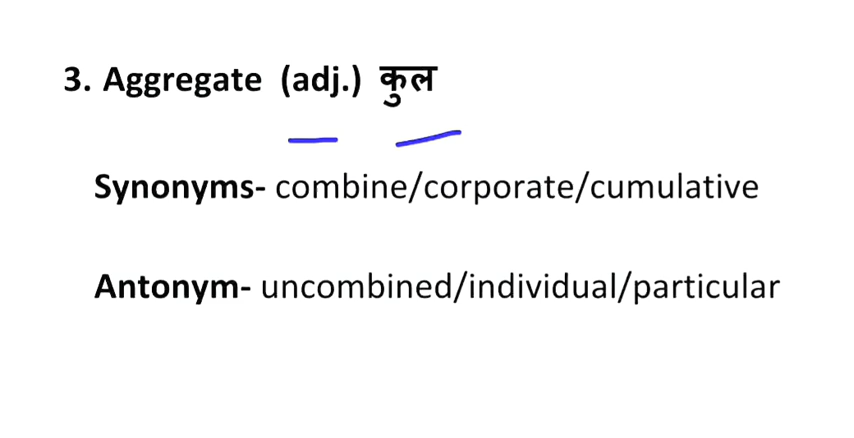 3. Aggregate (adj.) कुल
Synonyms- combine/corporate/cumulative
Antonym- uncombined/individual/particular